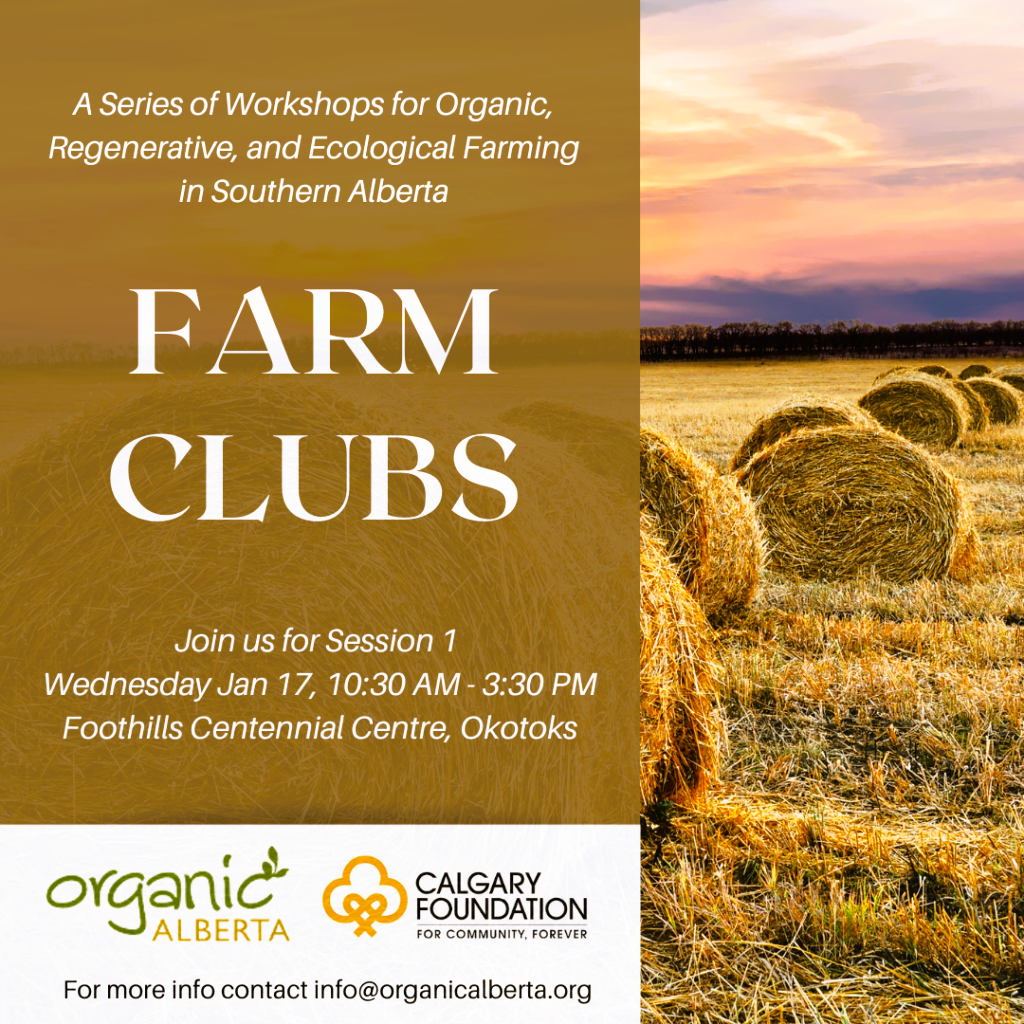 A Series of Workshops for Organic,
Regenerative, and Ecological Farming
in Southern Alberta
FARM
CLUBS
Join us for Session 1
Wednesday Jan 17, 10:30 AM - 3:30 PM
Foothills Centennial Centre, Okotoks
organic
ALBERTA
CALGARY
FOUNDATION
FOR COMMUNITY, FOREVER
For more info contact info@organicalberta.org